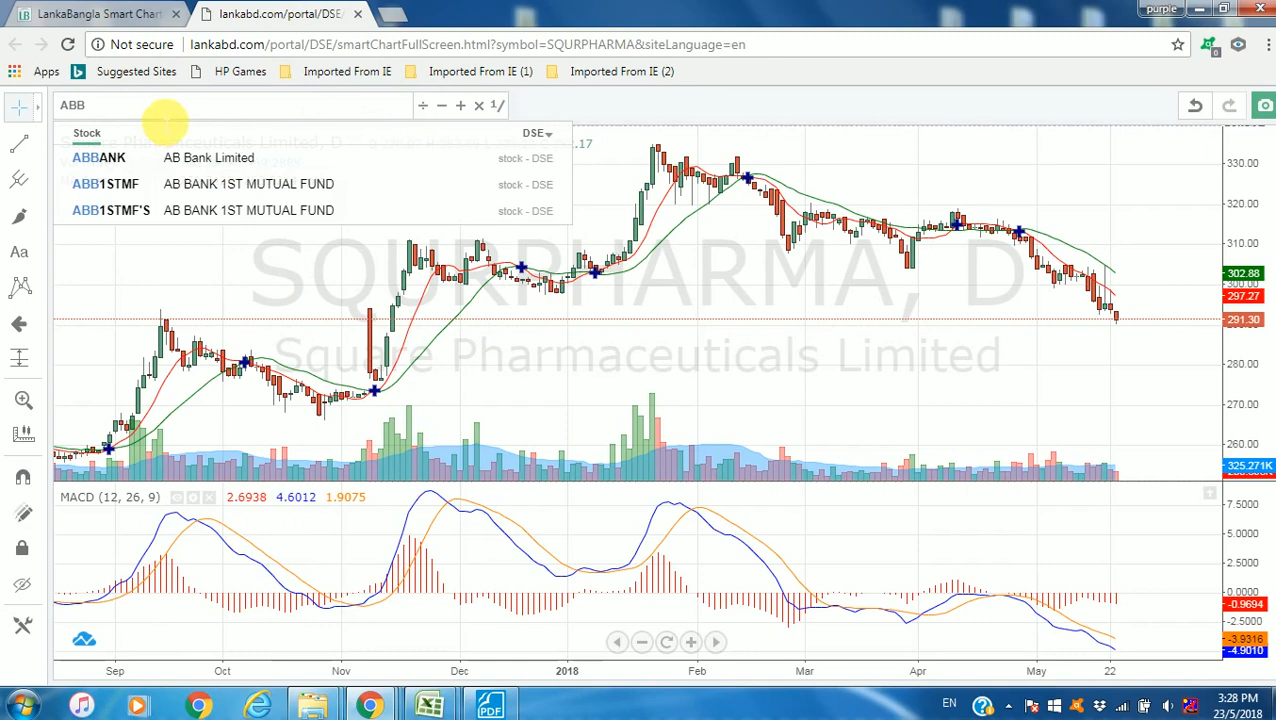 purple
LankaBangla Smart Chart
lankabd.com/portal/DSE/
Not secure
lankabd.com/portal/DSE/smartChartFullScreen.html?symbol=SQURPHARMA&siteLanguage=en
Apps
Suggested Sites
HP Games
Imported From IE
Imported From IE (1)
Imported From IE (2)
ABB
÷ − + × 1/
Stock
DSE
ABBANK AB Bank Limited stock - DSE
ABB1STMF AB BANK 1ST MUTUAL FUND stock - DSE
ABB1STMF'S AB BANK 1ST MUTUAL FUND stock - DSE
Aa
SQURPHARMA, D
Square Pharmaceuticals Limited
330.00
320.00
310.00
302.88
300.00
297.27
291.30
280.00
270.00
260.00
325.271K
MACD (12, 26, 9) 2.6938 4.6012 1.9075
7.5000
5.0000
2.5000
0.0000
-0.9694
-2.5000
-3.9316
-4.9010
Sep Oct Nov Dec 2018 Feb Mar Apr May 22
EN
PDF
3:28 PM
23/5/2018